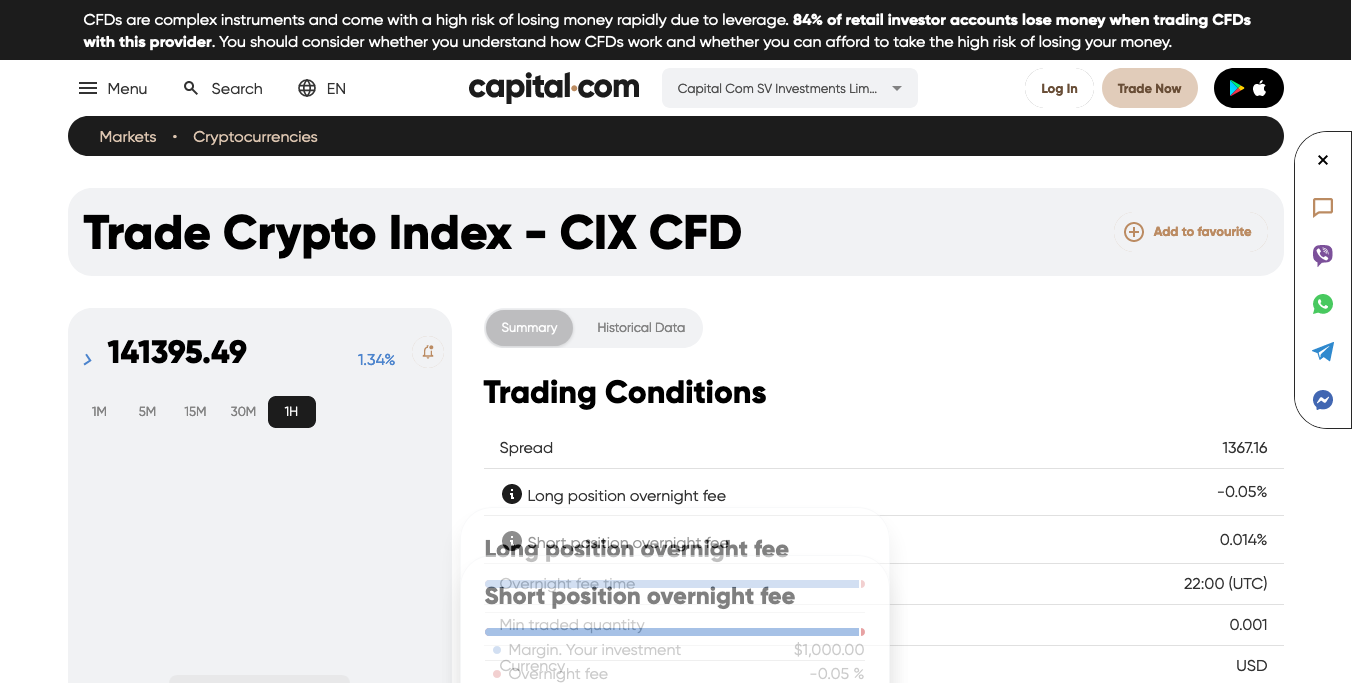 CFDs are complex instruments and come with a high risk of losing money rapidly due to leverage. 84% of retail investor accounts lose money when trading CFDs
with this provider. You should consider whether you understand how CFDs work and whether you can afford to take the high risk of losing your money.
Menu Search EN capital.com Capital Com SV Investments Lim... Log In Trade Now
Markets • Cryptocurrencies
Trade Crypto Index - CIX CFD
Add to favourite
141395.49 1.34%
1M 5M 15M 30M 1H
Summary Historical Data
Trading Conditions
Spread 1367.16
Long position overnight fee -0.05%
Short position overnight fee 0.014%
Long position overnight fee
Overnight fee time 22:00 (UTC)
Short position overnight fee
Min traded quantity 0.001
Margin. Your investment $1,000.00
Currency USD
Overnight fee -0.05 %